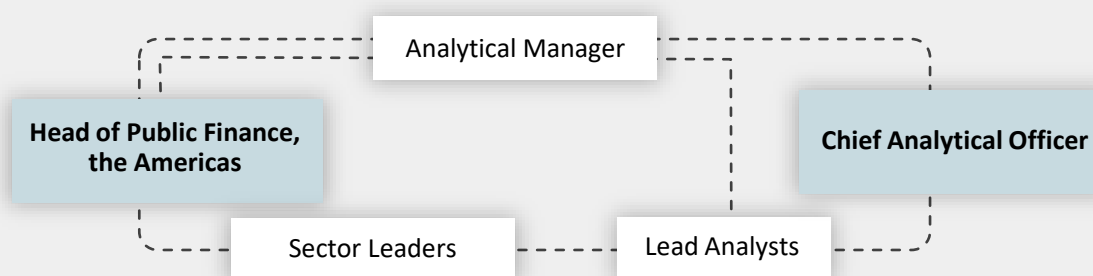 Analytical Manager
Head of Public Finance,
the Americas
Chief Analytical Officer
Sector Leaders
Lead Analysts